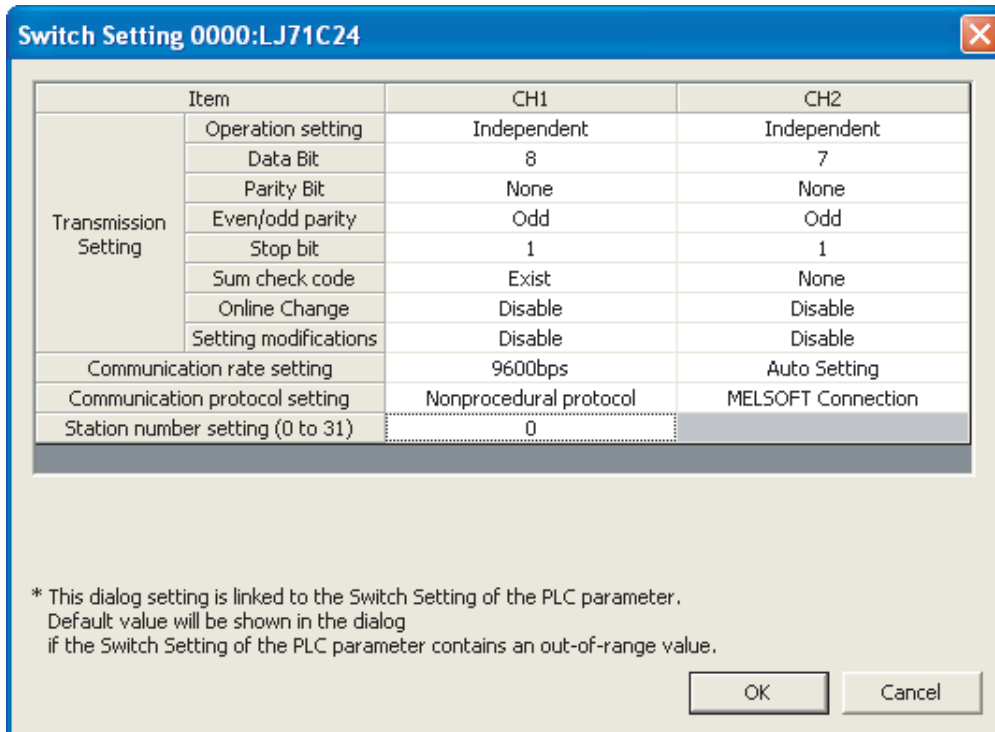 Switch Setting 0000:LJ71C24
Item CH1 CH2
Transmission Setting
Operation setting Independent Independent
Data Bit 8 7
Parity Bit None None
Even/odd parity Odd Odd
Stop bit 1 1
Sum check code Exist None
Online Change Disable Disable
Setting modifications Disable Disable
Communication rate setting 9600bps Auto Setting
Communication protocol setting Nonprocedural protocol MELSOFT Connection
Station number setting (0 to 31) 0
* This dialog setting is linked to the Switch Setting of the PLC parameter.
Default value will be shown in the dialog
if the Switch Setting of the PLC parameter contains an out-of-range value.
OK Cancel